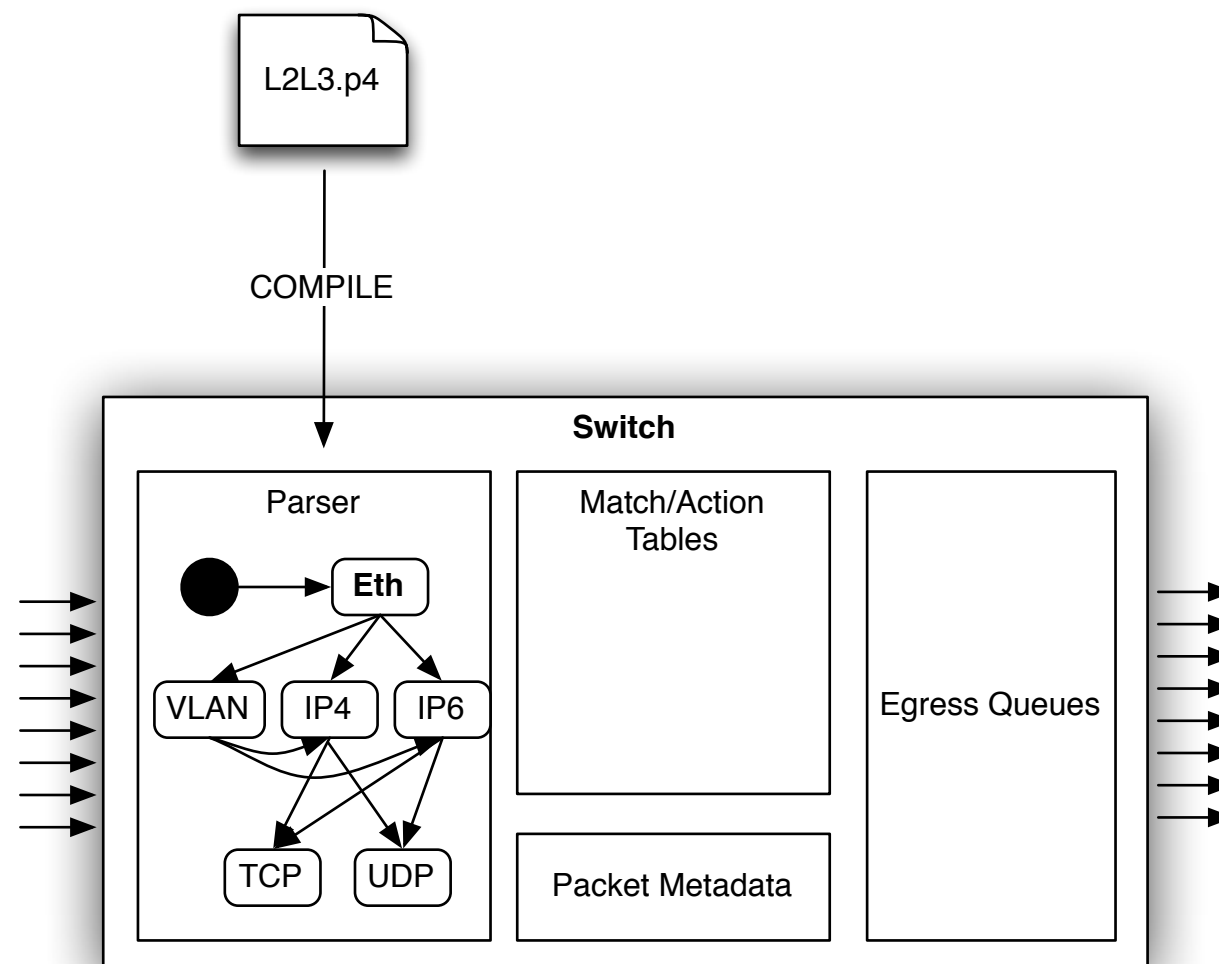 L2L3.p4
COMPILE
Switch
Parser
Eth
VLAN
IP4
IP6
TCP
UDP
Match/Action
Tables
Packet Metadata
Egress Queues